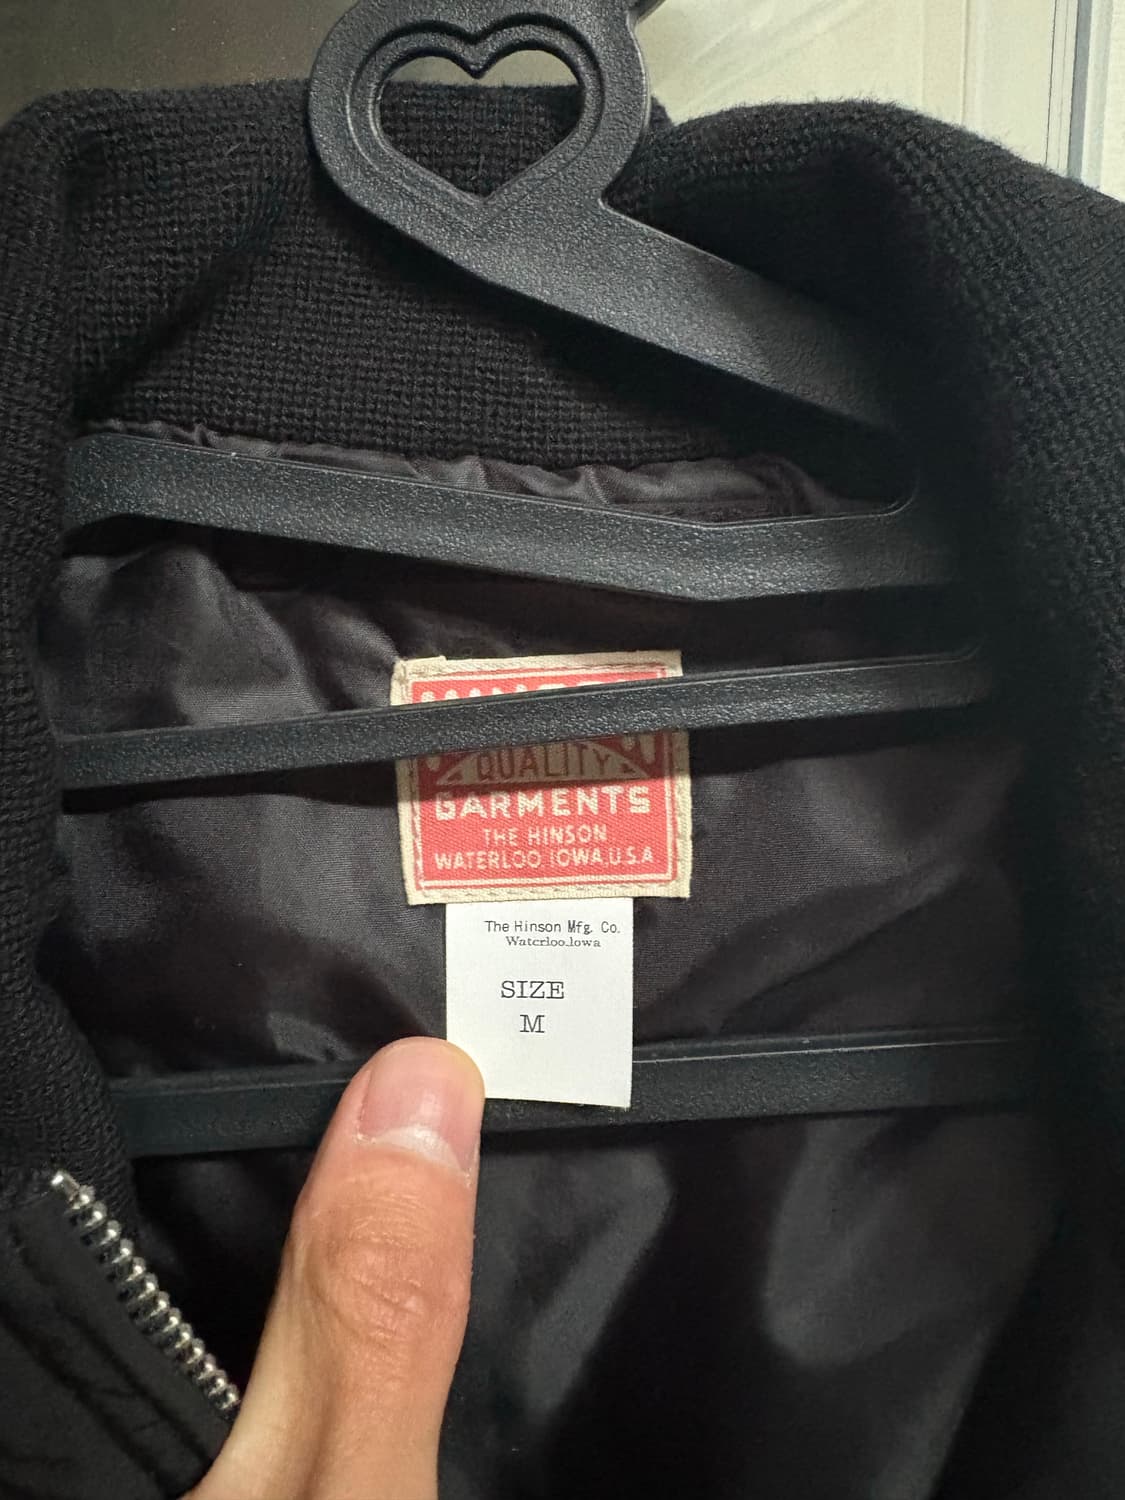 QUALITY
GARMENTS
THE HINSON
WATERLOO IOWA.U.S.A
The Hinson Mfg. Co.
Waterloo.Iowa
SIZE
M